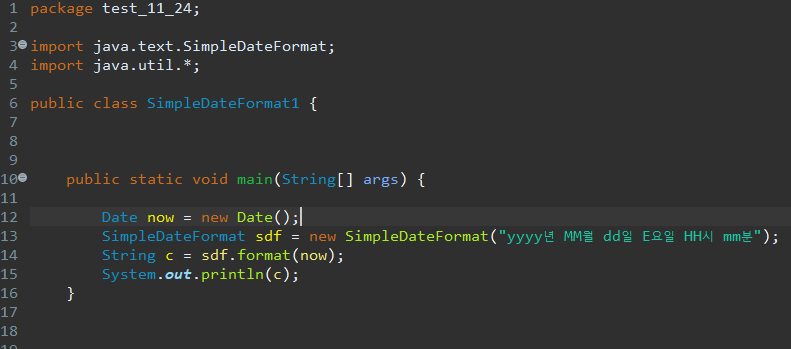 1 package test_11_24;
2
3 import java.text.SimpleDateFormat;
4 import java.util.*;
5
6 public class SimpleDateFormat1 {
7
8
9
10 public static void main(String[] args) {
11
12 Date now = new Date();
13 SimpleDateFormat sdf = new SimpleDateFormat("yyyy년 MM월 dd일 E요일 HH시 mm분");
14 String c = sdf.format(now);
15 System.out.println(c);
16 }
17
18